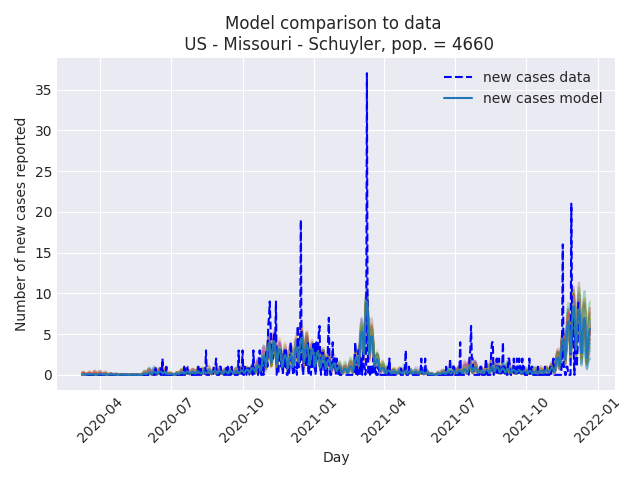 Model comparison to data
US - Missouri - Schuyler, pop. = 4660
new cases data
new cases model
Number of new cases reported
35
30
25
20
15
10
5
0
2020-04
2020-07
2020-10
2021-01
2021-04
2021-07
2021-10
2022-01
Day